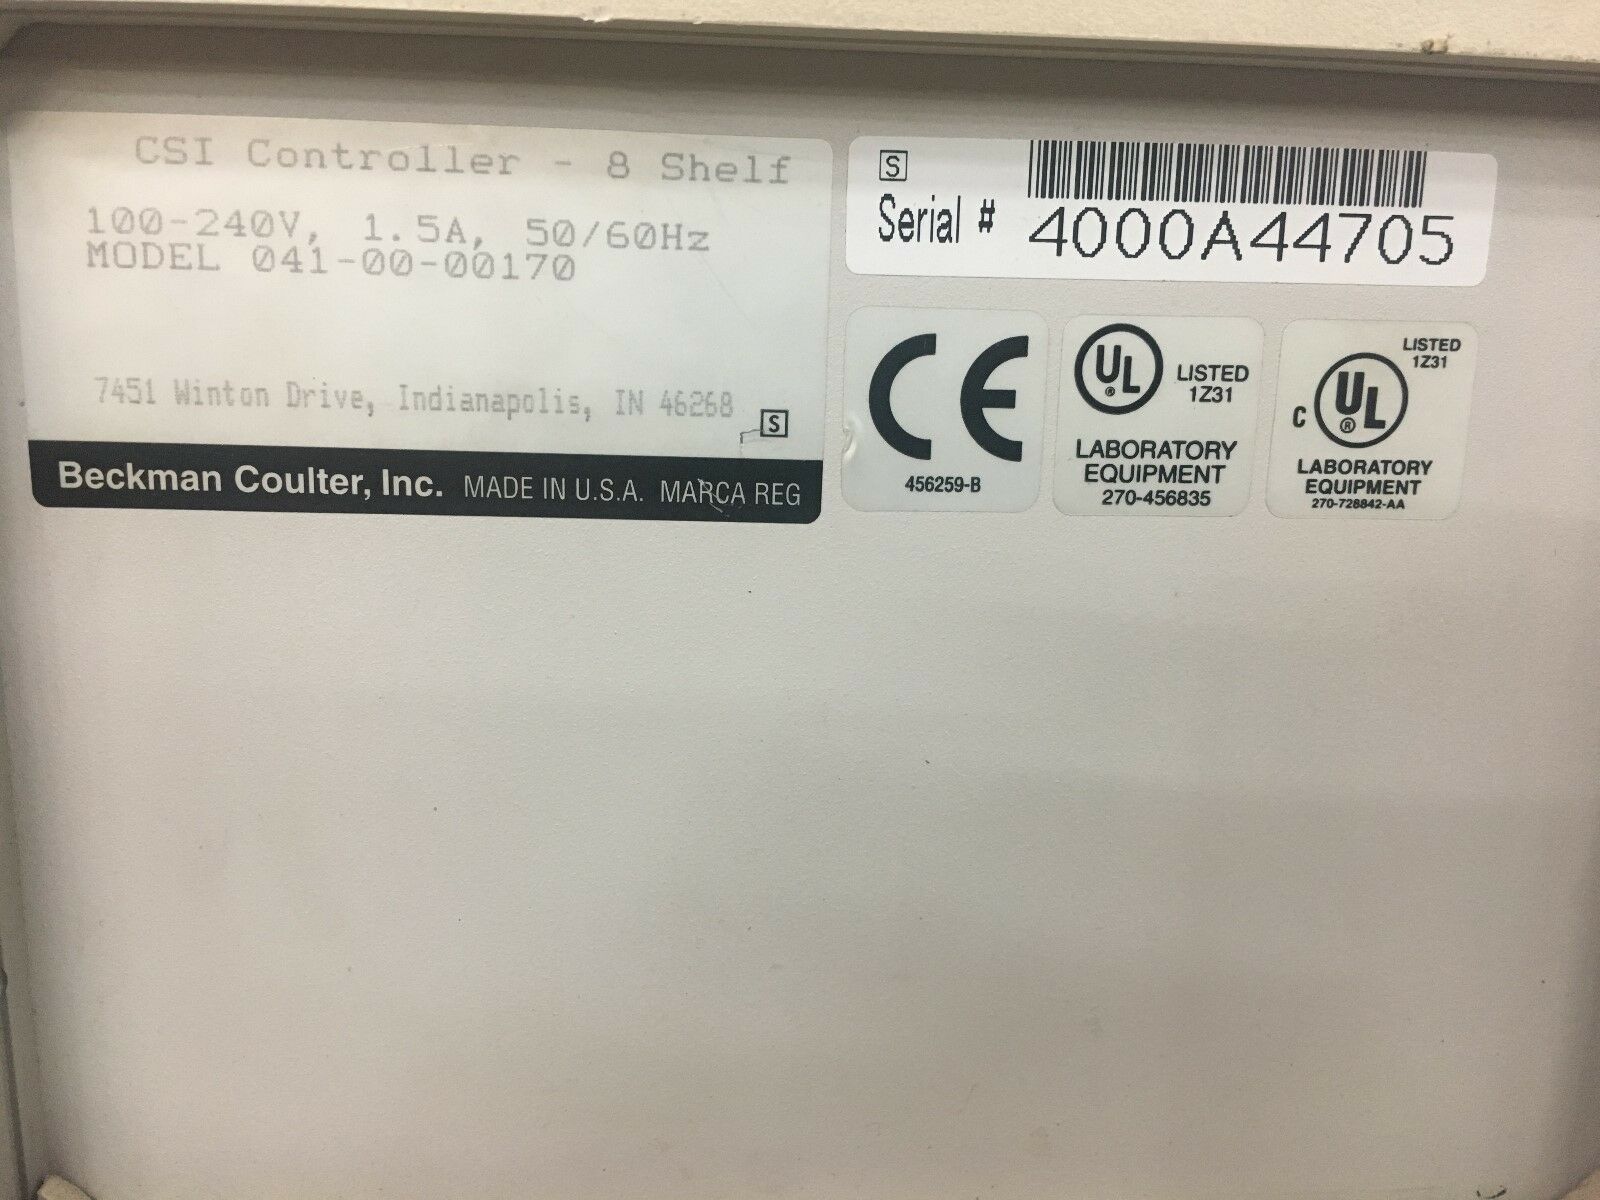 CSI Controller - 8 Shelf
100-240V, 1.5A, 50/60Hz
MODEL 041-00-00170
7451 Winton Drive, Indianapolis, IN 46268
S
Beckman Coulter, Inc. MADE IN U.S.A. MARCA REG
S
Serial # 4000A44705
CE
456259-B
UL
®
LISTED
1Z31
LABORATORY
EQUIPMENT
270-456835
LISTED
1Z31
C UL
®
LABORATORY
EQUIPMENT
270-728842-AA